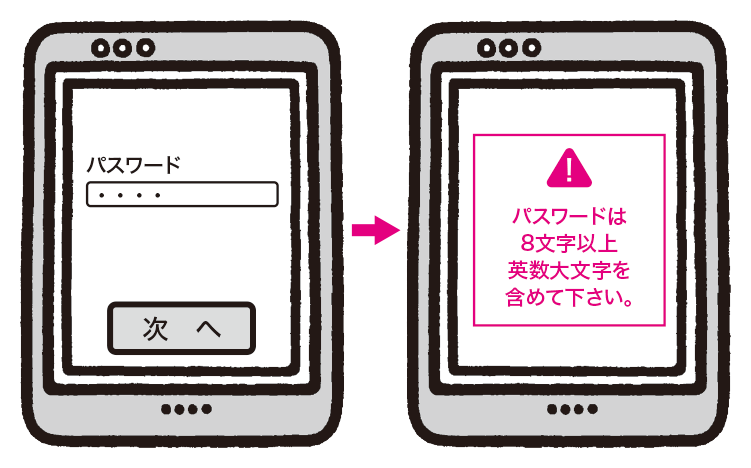 パスワード
・・・・
次　へ
!
パスワードは
8文字以上
英数大文字を
含めて下さい。